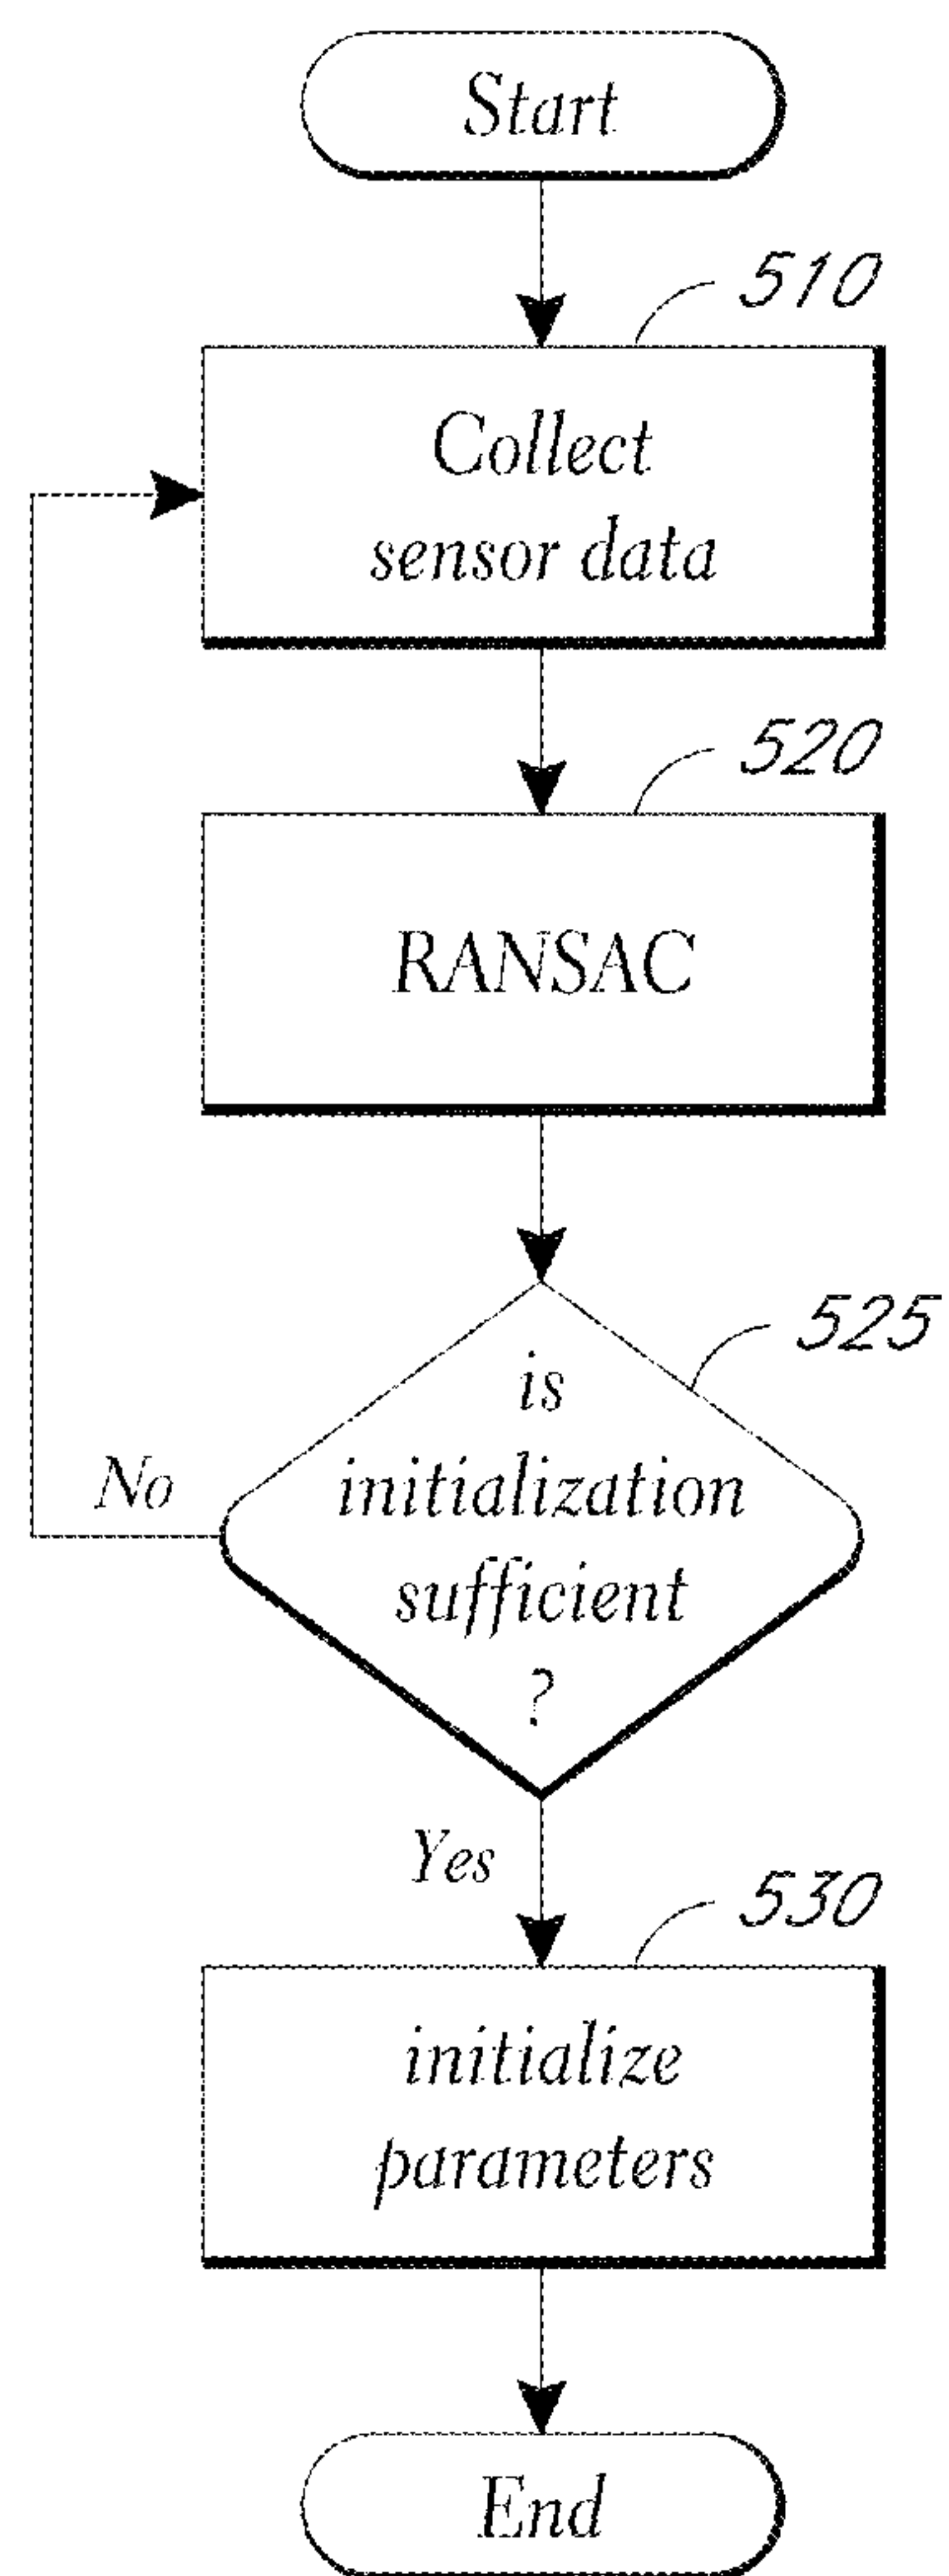 Start
510
Collect
sensor data
520
RANSAC
525
is
initialization
sufficient
?
No
Yes
530
initialize
parameters
End